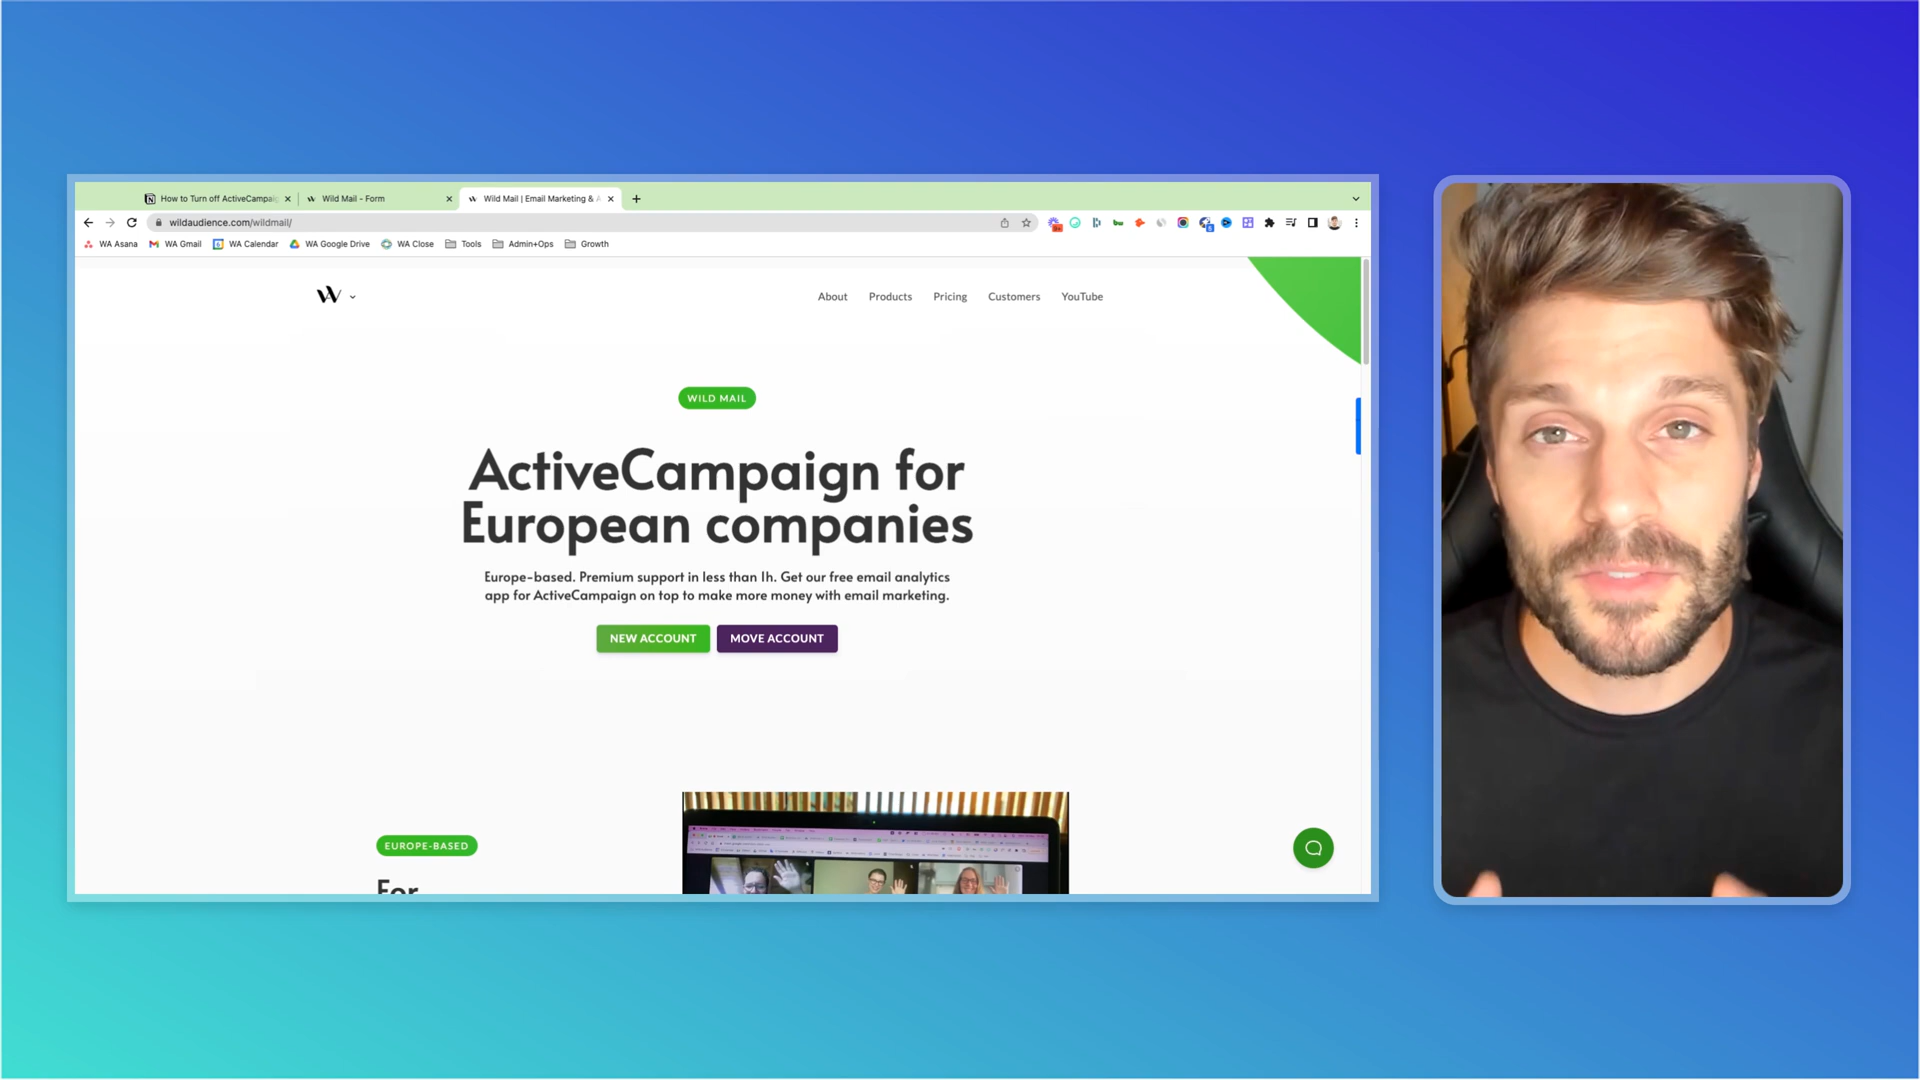 How to Turn off ActiveCampai
Wild Mail - Form
Wild Mail | Email Marketing & A
wildaudience.com/wildmail/
WA Asana
WA Gmail
WA Calendar
WA Google Drive
WA Close
Tools
Admin+Ops
Growth
About
Products
Pricing
Customers
YouTube
WILD MAIL
ActiveCampaign for
European companies
Europe-based. Premium support in less than 1h. Get our free email analytics
app for ActiveCampaign on top to make more money with email marketing.
NEW ACCOUNT
MOVE ACCOUNT
EUROPE-BASED
For